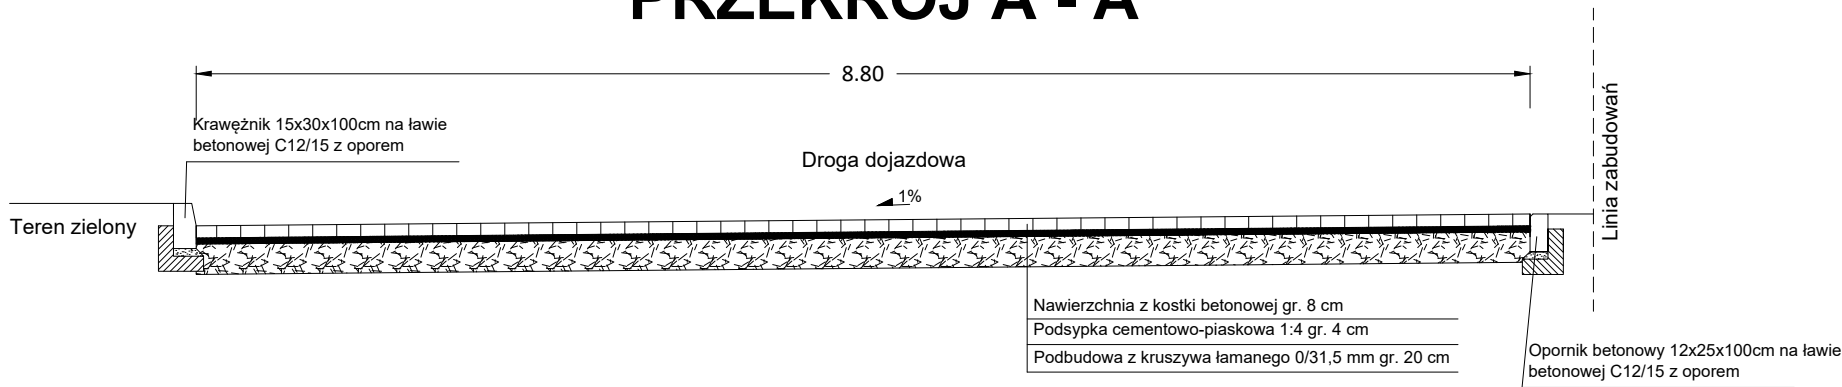 PRZEKRÓJ A - A
8.80
Krawężnik 15x30x100cm na ławie
betonowej C12/15 z oporem
Droga dojazdowa
1%
Teren zielony
Linia zabudowań
Nawierzchnia z kostki betonowej gr. 8 cm
Podsypka cementowo-piaskowa 1:4 gr. 4 cm
Podbudowa z kruszywa łamanego 0/31,5 mm gr. 20 cm
Opornik betonowy 12x25x100cm na ławie
betonowej C12/15 z oporem